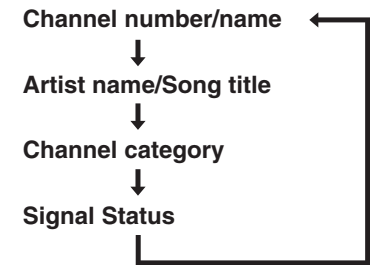 Channel number/name
Artist name/Song title
Channel category
Signal Status